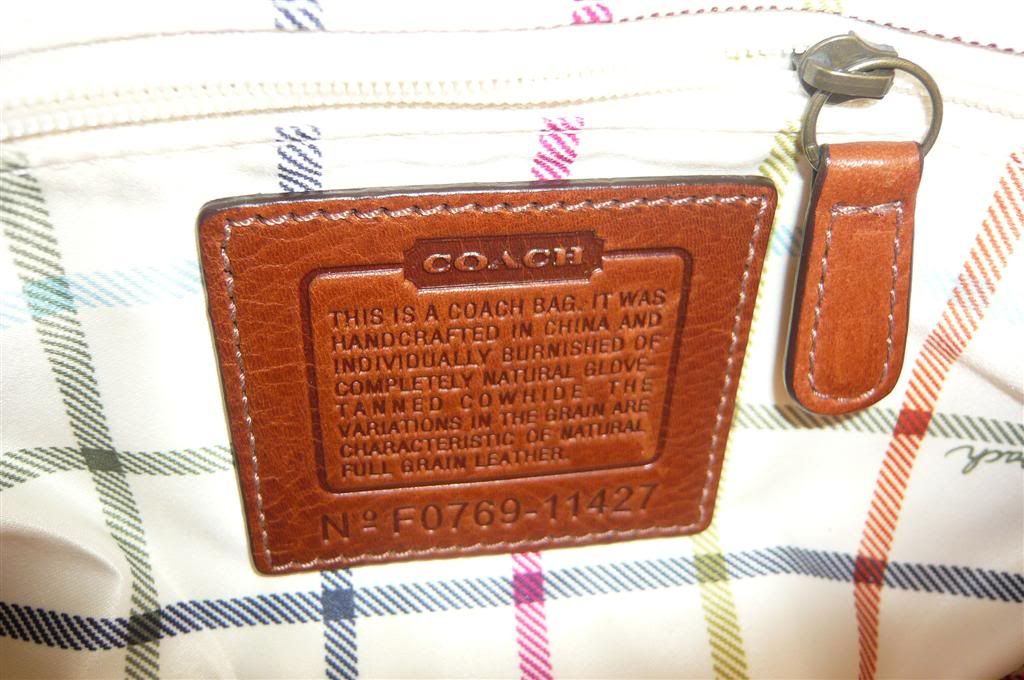 COACH
THIS IS A COACH BAG. IT WAS
HANDCRAFTED IN CHINA AND
INDIVIDUALLY BURNISHED OF
COMPLETELY NATURAL GLOVE-
TANNED COWHIDE. THE
VARIATIONS IN THE GRAIN ARE
CHARACTERISTIC OF NATURAL
FULL GRAIN LEATHER.
Nº F0769-11427